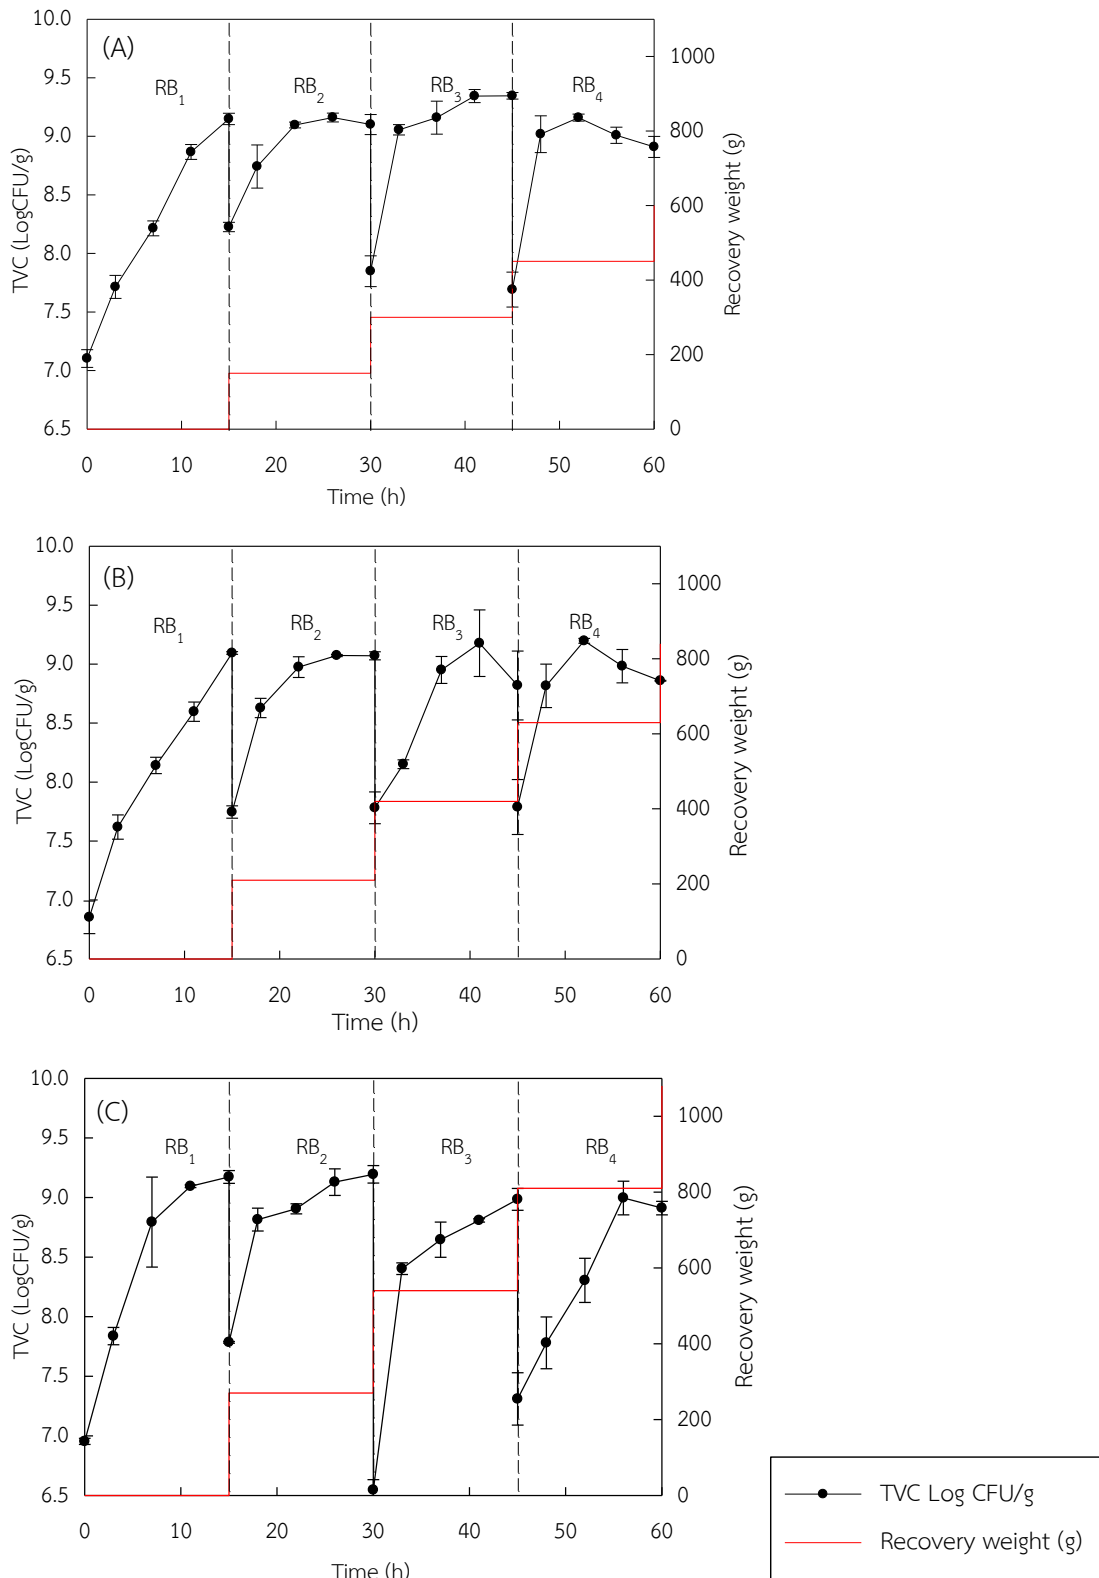 (A)
RB1
RB2
RB3
RB4
10.0
9.5
9.0
8.5
8.0
7.5
7.0
6.5
TVC (LogCFU/g)
1000
800
600
400
200
0
Recovery weight (g)
0 10 20 30 40 50 60
Time (h)
(B)
RB1
RB2
RB3
RB4
10.0
9.5
9.0
8.5
8.0
7.5
7.0
6.5
TVC (LogCFU/g)
1000
800
600
400
200
0
Recovery weight (g)
0 10 20 30 40 50 60
Time (h)
(C)
RB1
RB2
RB3
RB4
10.0
9.5
9.0
8.5
8.0
7.5
7.0
6.5
TVC (LogCFU/g)
1000
800
600
400
200
0
Recovery weight (g)
0 10 20 30 40 50 60
Time (h)
TVC Log CFU/g
Recovery weight (g)